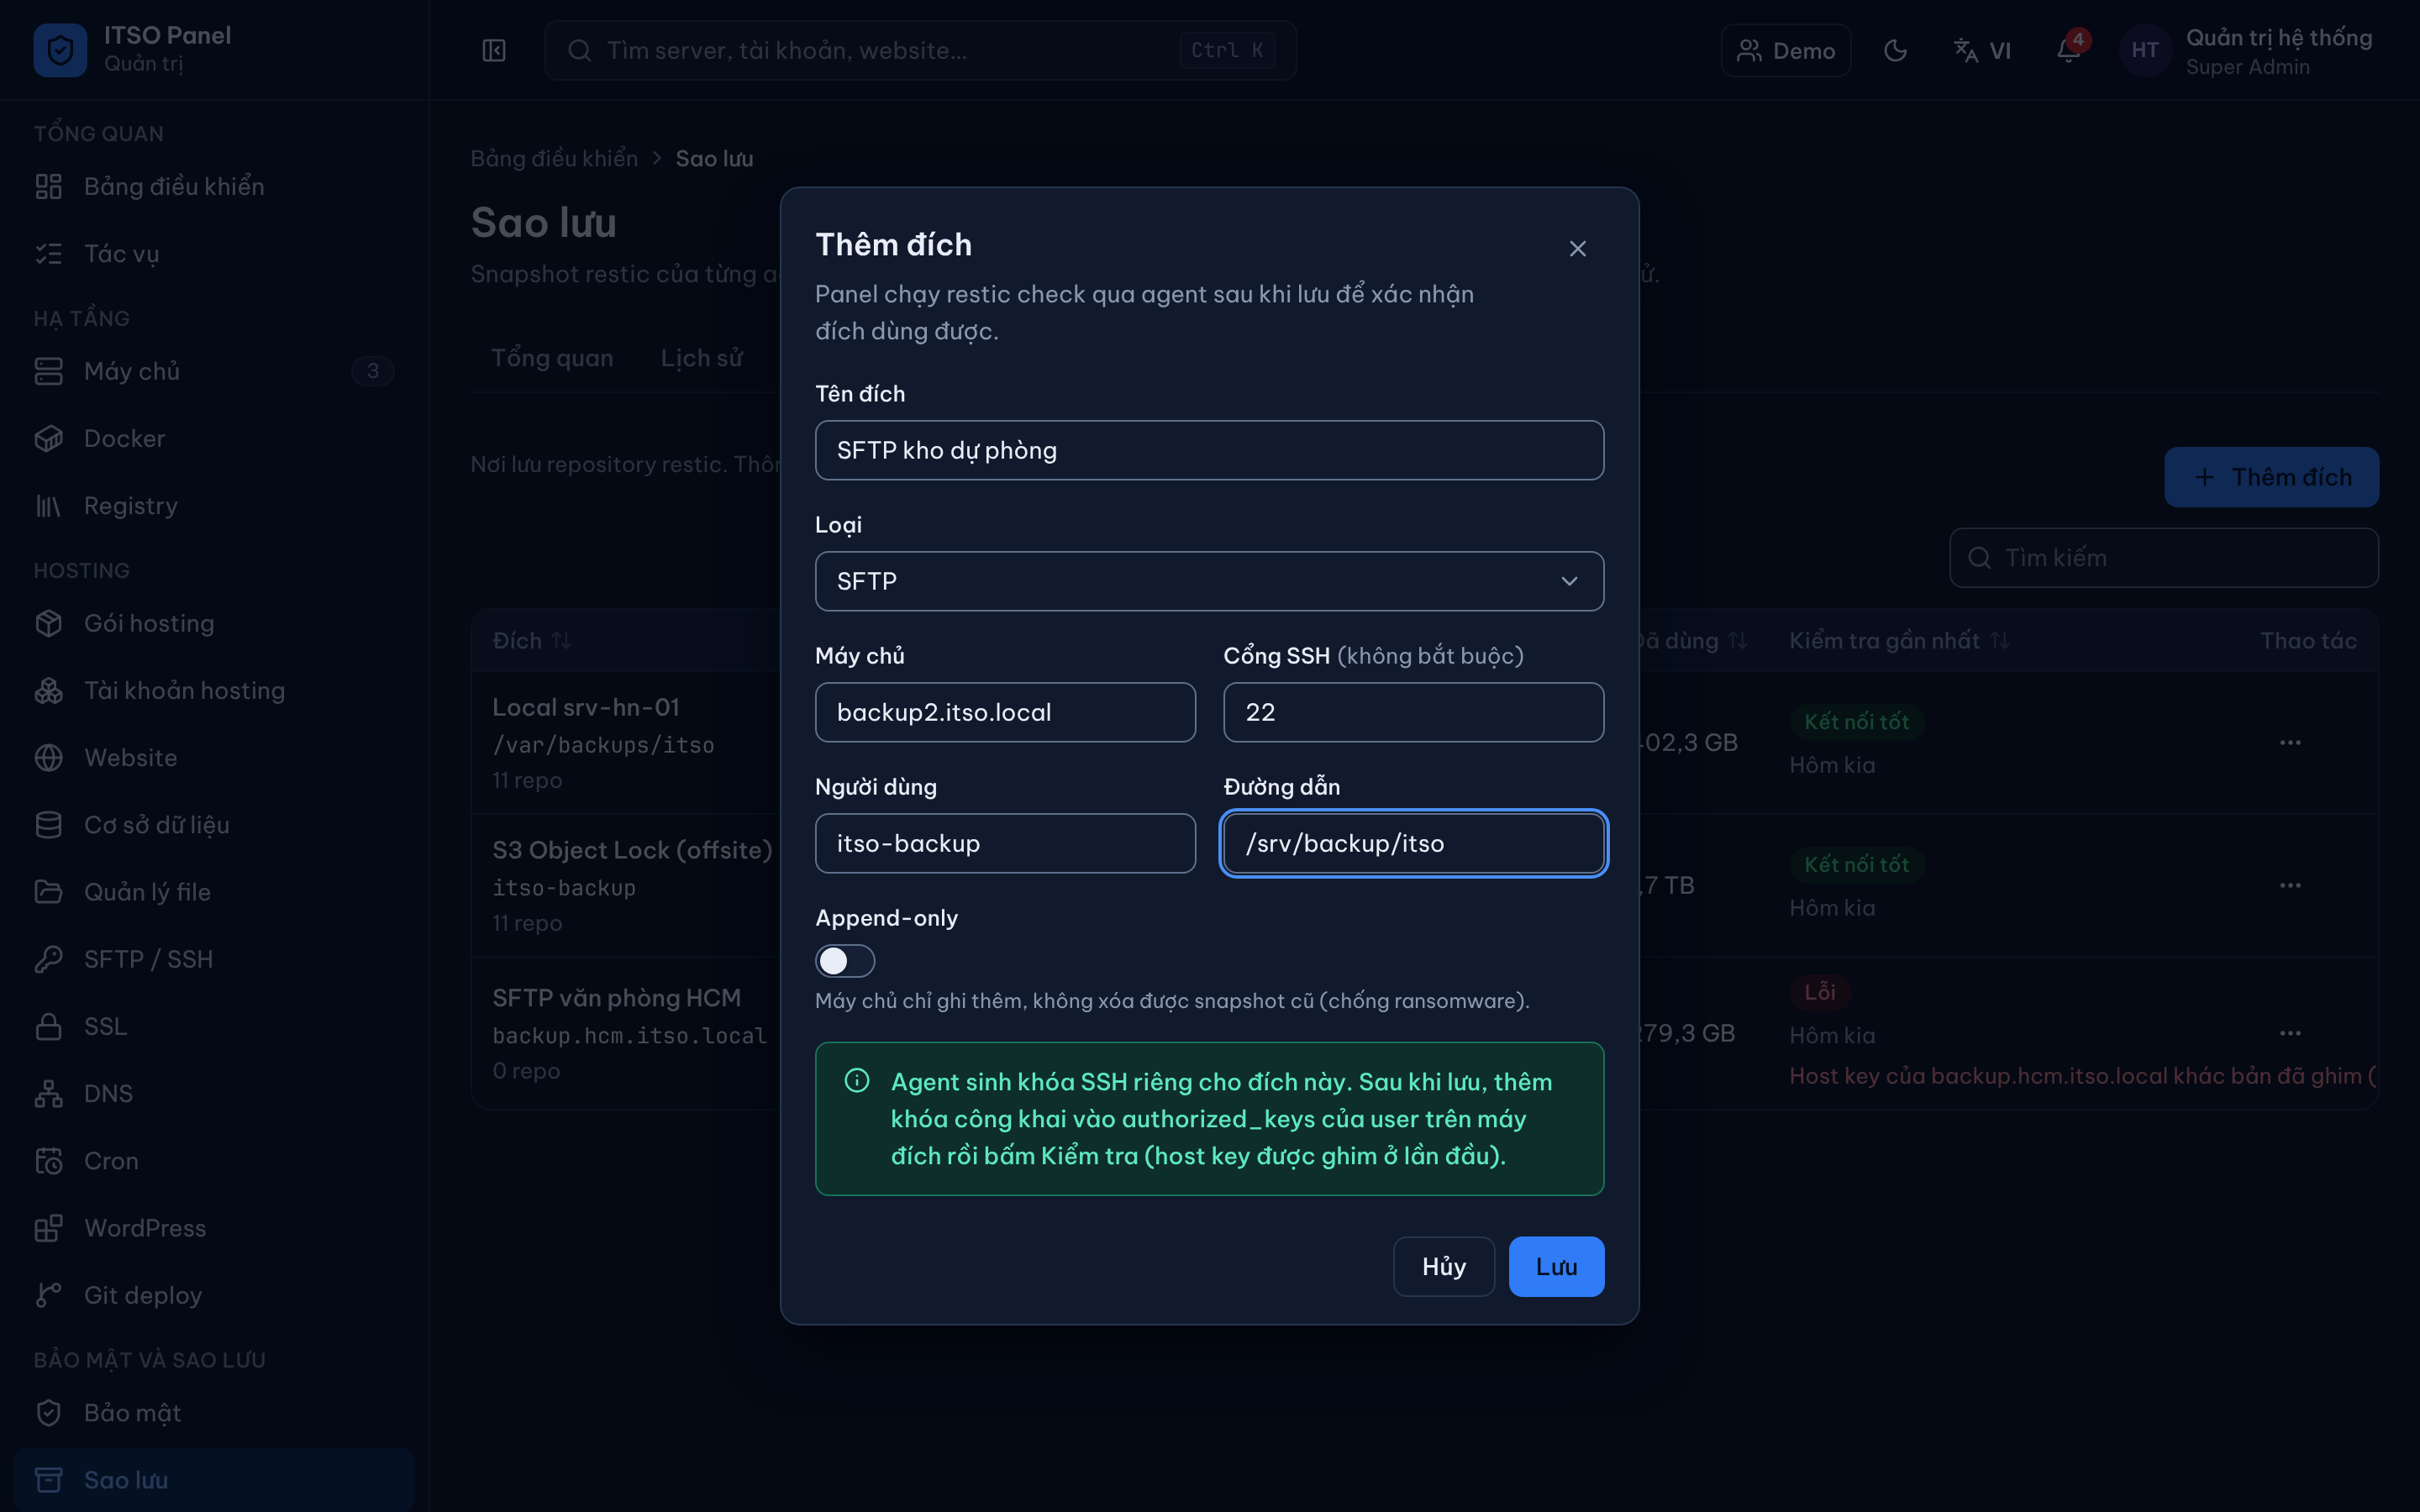 ITSO Panel
Quản trị
Tìm server, tài khoản, website...
Ctrl K
Demo
VI
4
HT
Quản trị hệ thống
Super Admin
TỔNG QUAN
Bảng điều khiển
Tác vụ
HẠ TẦNG
Máy chủ
3
Docker
Registry
HOSTING
Gói hosting
Tài khoản hosting
Website
Cơ sở dữ liệu
Quản lý file
SFTP / SSH
SSL
DNS
Cron
WordPress
Git deploy
BẢO MẬT VÀ SAO LƯU
Bảo mật
Sao lưu
Bảng điều khiển > Sao lưu
Sao lưu
Snapshot restic của từng
Tổng quan
Lịch sử
Nơi lưu repository restic.
Thêm đích
Tìm kiếm
Đích
dùng
Kiểm tra gần nhất
Thao tác
Local srv-hn-01
/var/backups/itso
11 repo
02,3 GB
Kết nối tốt
Hôm kia
S3 Object Lock (offsite)
itso-backup
11 repo
,7 TB
Kết nối tốt
Hôm kia
SFTP văn phòng HCM
backup.hcm.itso.local
0 repo
279,3 GB
Lỗi
Hôm kia
Host key của backup.hcm.itso.local khác bản đã ghim (
Thêm đích
Panel chạy restic check qua agent sau khi lưu để xác nhận
đích dùng được.
Tên đích
SFTP kho dự phòng
Loại
SFTP
Máy chủ
Cổng SSH (không bắt buộc)
backup2.itso.local
22
Người dùng
Đường dẫn
itso-backup
/srv/backup/itso
Append-only
Máy chủ chỉ ghi thêm, không xóa được snapshot cũ (chống ransomware).
Agent sinh khóa SSH riêng cho đích này. Sau khi lưu, thêm
khóa công khai vào authorized_keys của user trên máy
đích rồi bấm Kiểm tra (host key được ghim ở lần đầu).
Hủy
Lưu